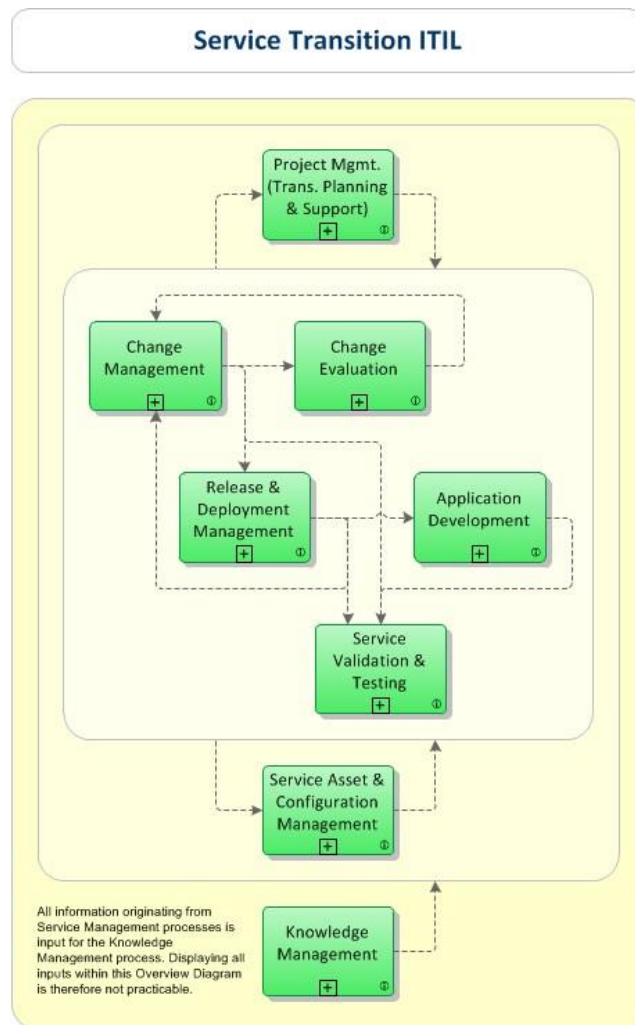 Service Transition ITIL
Project Mgmt.
(Trans. Planning
& Support)
Change
Management
Change
Evaluation
Release &
Deployment
Management
Application
Development
Service
Validation &
Testing
Service Asset &
Configuration
Management
All information originating from
Service Management processes is
input for the Knowledge
Management process. Displaying all
inputs within this Overview Diagram
is therefore not practicable.
Knowledge
Management